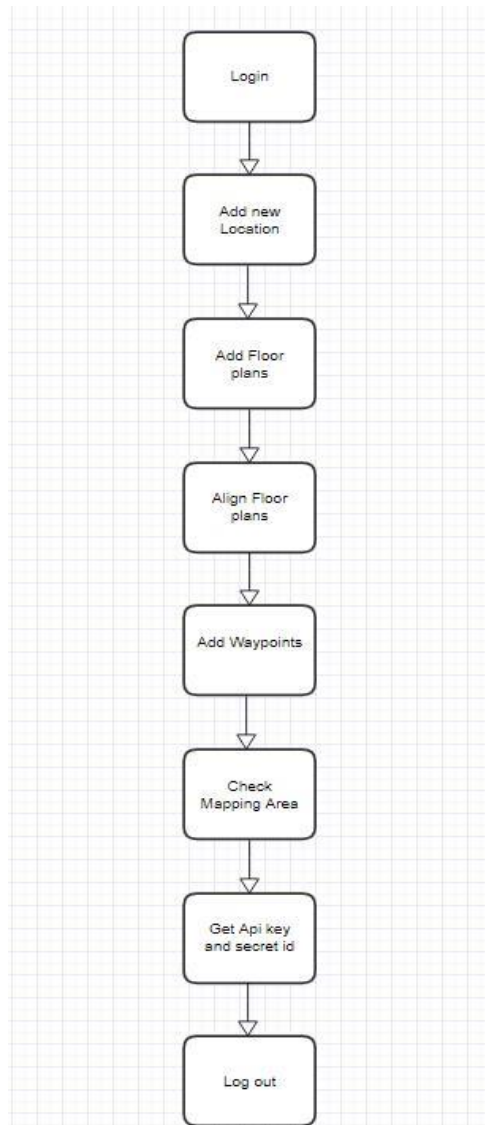 Login
Add new
Location
Add Floor
plans
Align Floor
plans
Add Waypoints
Check
Mapping Area
Get Api key
and secret id
Log out